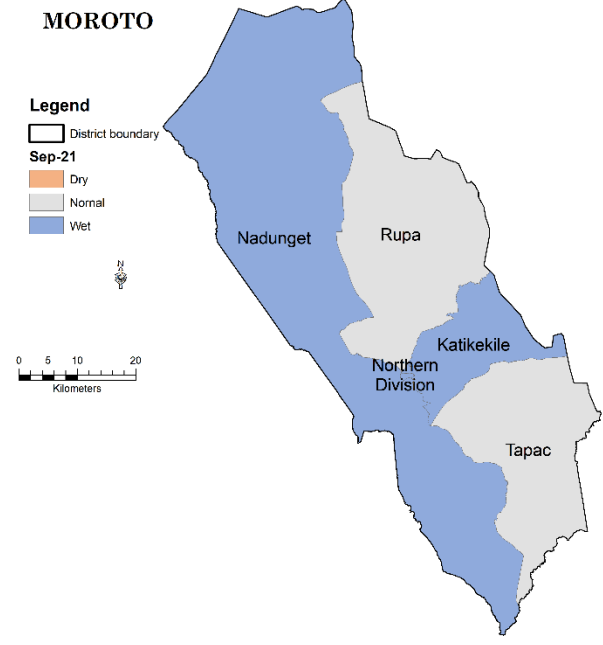 MOROTO
Legend
District boundary
Sep-21
Dry
Nornal
Wet
N
0 5 10 20
Kilometers
Nadunget
Rupa
Katikekile
Northern
Division
Tapac